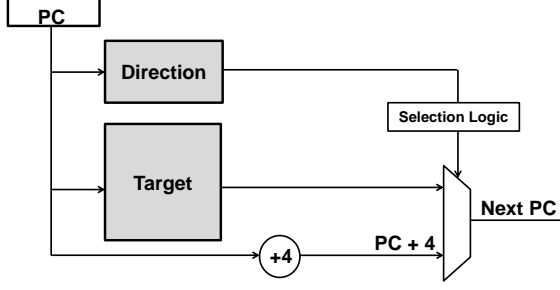 PC
Direction
Selection Logic
Target
Next PC
PC + 4
+4